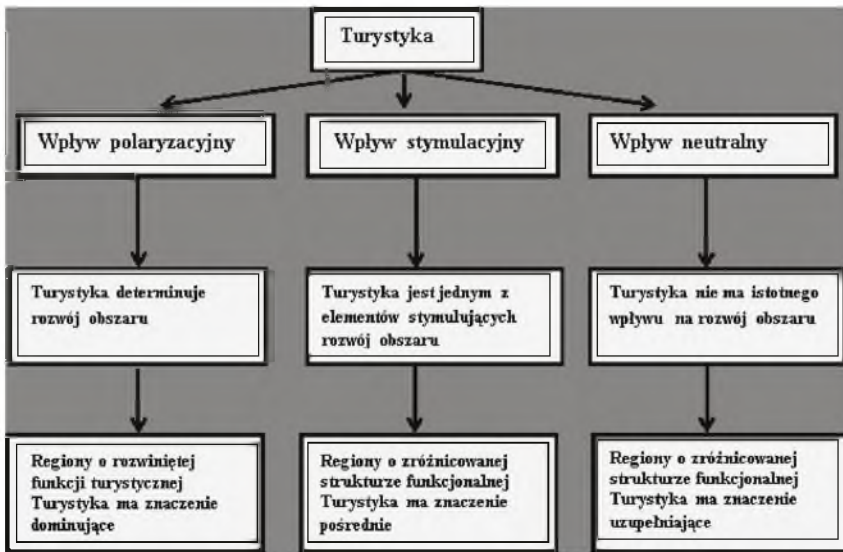 Turystyka
Wpływ polaryzacyjny
Wpływ stymulacyjny
Wpływ neutralny
Turystyka determinuje
rozwój obszaru
Turystyka jest jednym z
elementów stymulujących
rozwój obszaru
Turystyka nie ma istotnego
wpływu na rozwój obszaru
Regiony o rozwiniętej
funkcji turystycznej
Turystyka ma znaczenie
dominujące
Regiony o zróżnicowanej
strukturze funkcjonalnej
Turystyka ma znaczenie
pośrednie
Regiony o zróżnicowanej
strukturze funkcjonalnej
Turystyka ma znaczenie
uzupełniające